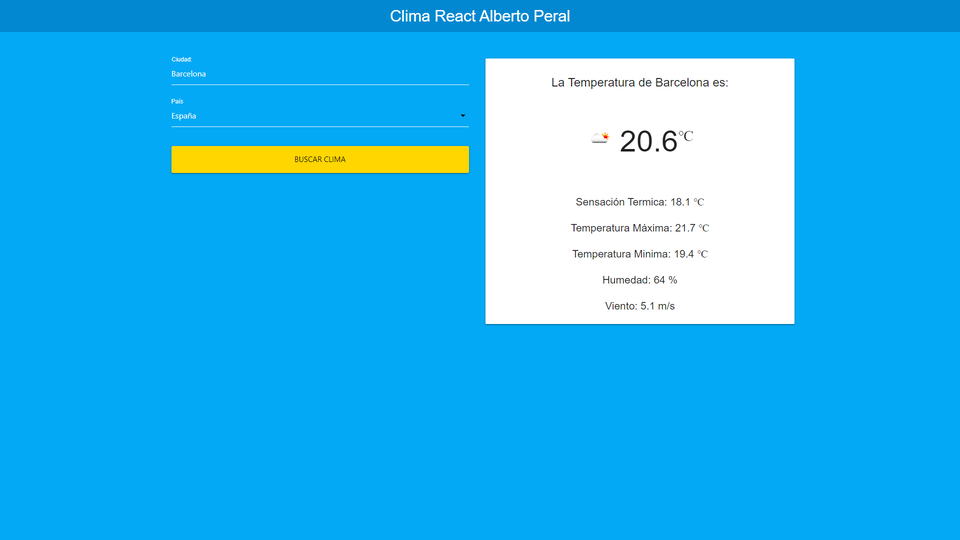 Clima React Alberto Peral
Ciudad:
Barcelona
País
España
BUSCAR CLIMA
La Temperatura de Barcelona es:
20.6℃
Sensación Termica: 18.1 ℃
Temperatura Máxima: 21.7 ℃
Temperatura Minima: 19.4 ℃
Humedad: 64 %
Viento: 5.1 m/s